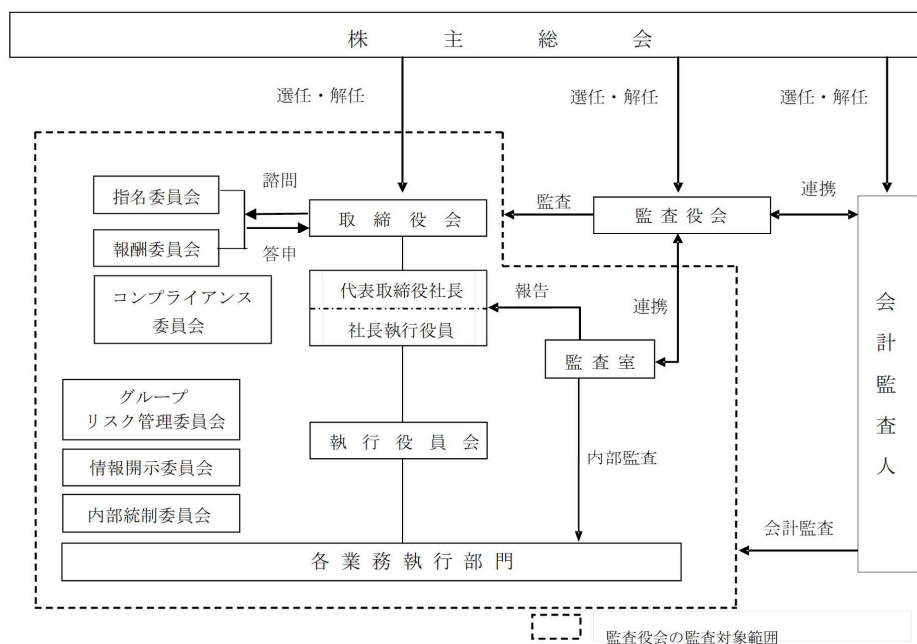 株主総会
選任・解任
選任・解任
選任・解任
指名委員会
諮問
取締役会
監査
監査役会
連携
報酬委員会
答申
コンプライアンス
委員会
代表取締役社長
社長執行役員
報告
連携
監査室
会計監査人
グループ
リスク管理委員会
執行役員会
内部監査
情報開示委員会
内部統制委員会
会計監査
各業務執行部門
監査役会の監査対象範囲